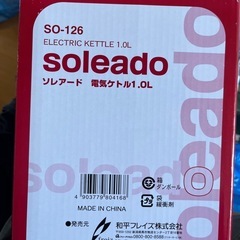 SO-126
ELECTRIC KETTLE 1.0L
soleado
ソレアード 電気ケトル1.0L
MADE IN CHINA
4 903779 804168
箱
ダンボール
袋
緩衝剤
発売元
和平フレイズ株式会社